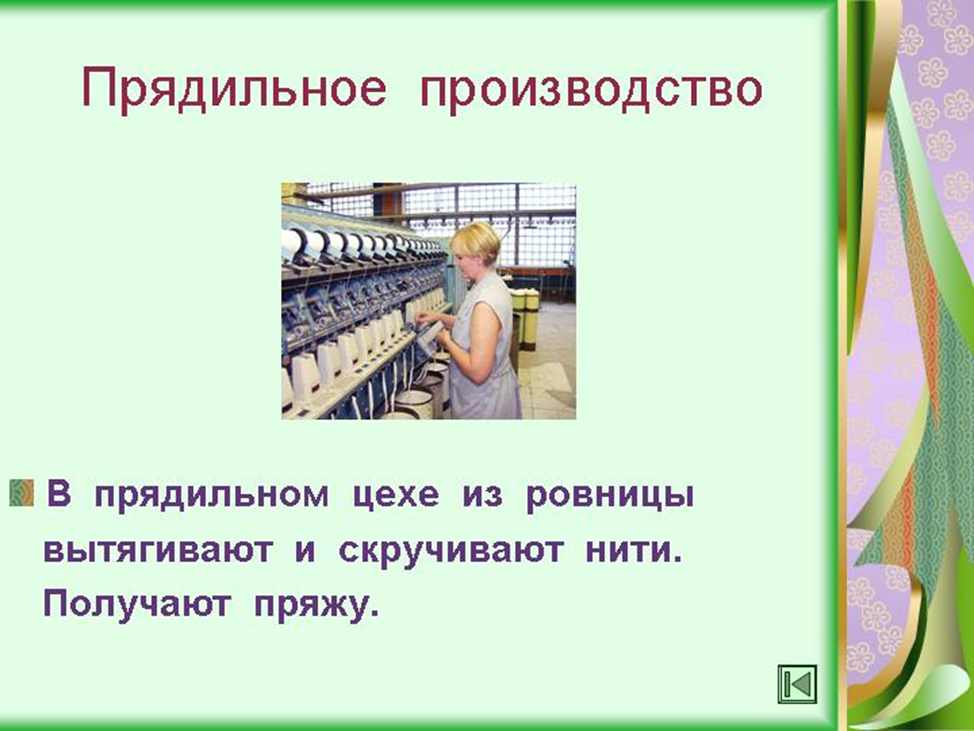 Прядильное производство
В прядильном цехе из ровницы
вытягивают и скручивают нити.
Получают пряжу.